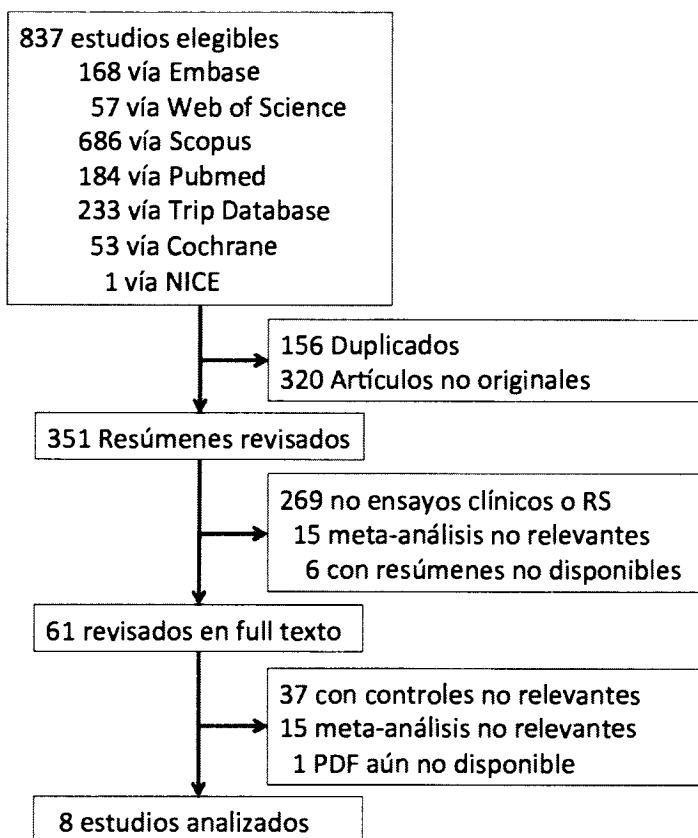 837 estudios elegibles
168 vía Embase
57 vía Web of Science
686 vía Scopus
184 vía Pubmed
233 vía Trip Database
53 vía Cochrane
1 vía NICE
156 Duplicados
320 Artículos no originales
351 Resúmenes revisados
269 no ensayos clínicos o RS
15 meta-análisis no relevantes
6 con resúmenes no disponibles
61 revisados en full texto
37 con controles no relevantes
15 meta-análisis no relevantes
1 PDF aún no disponible
8 estudios analizados